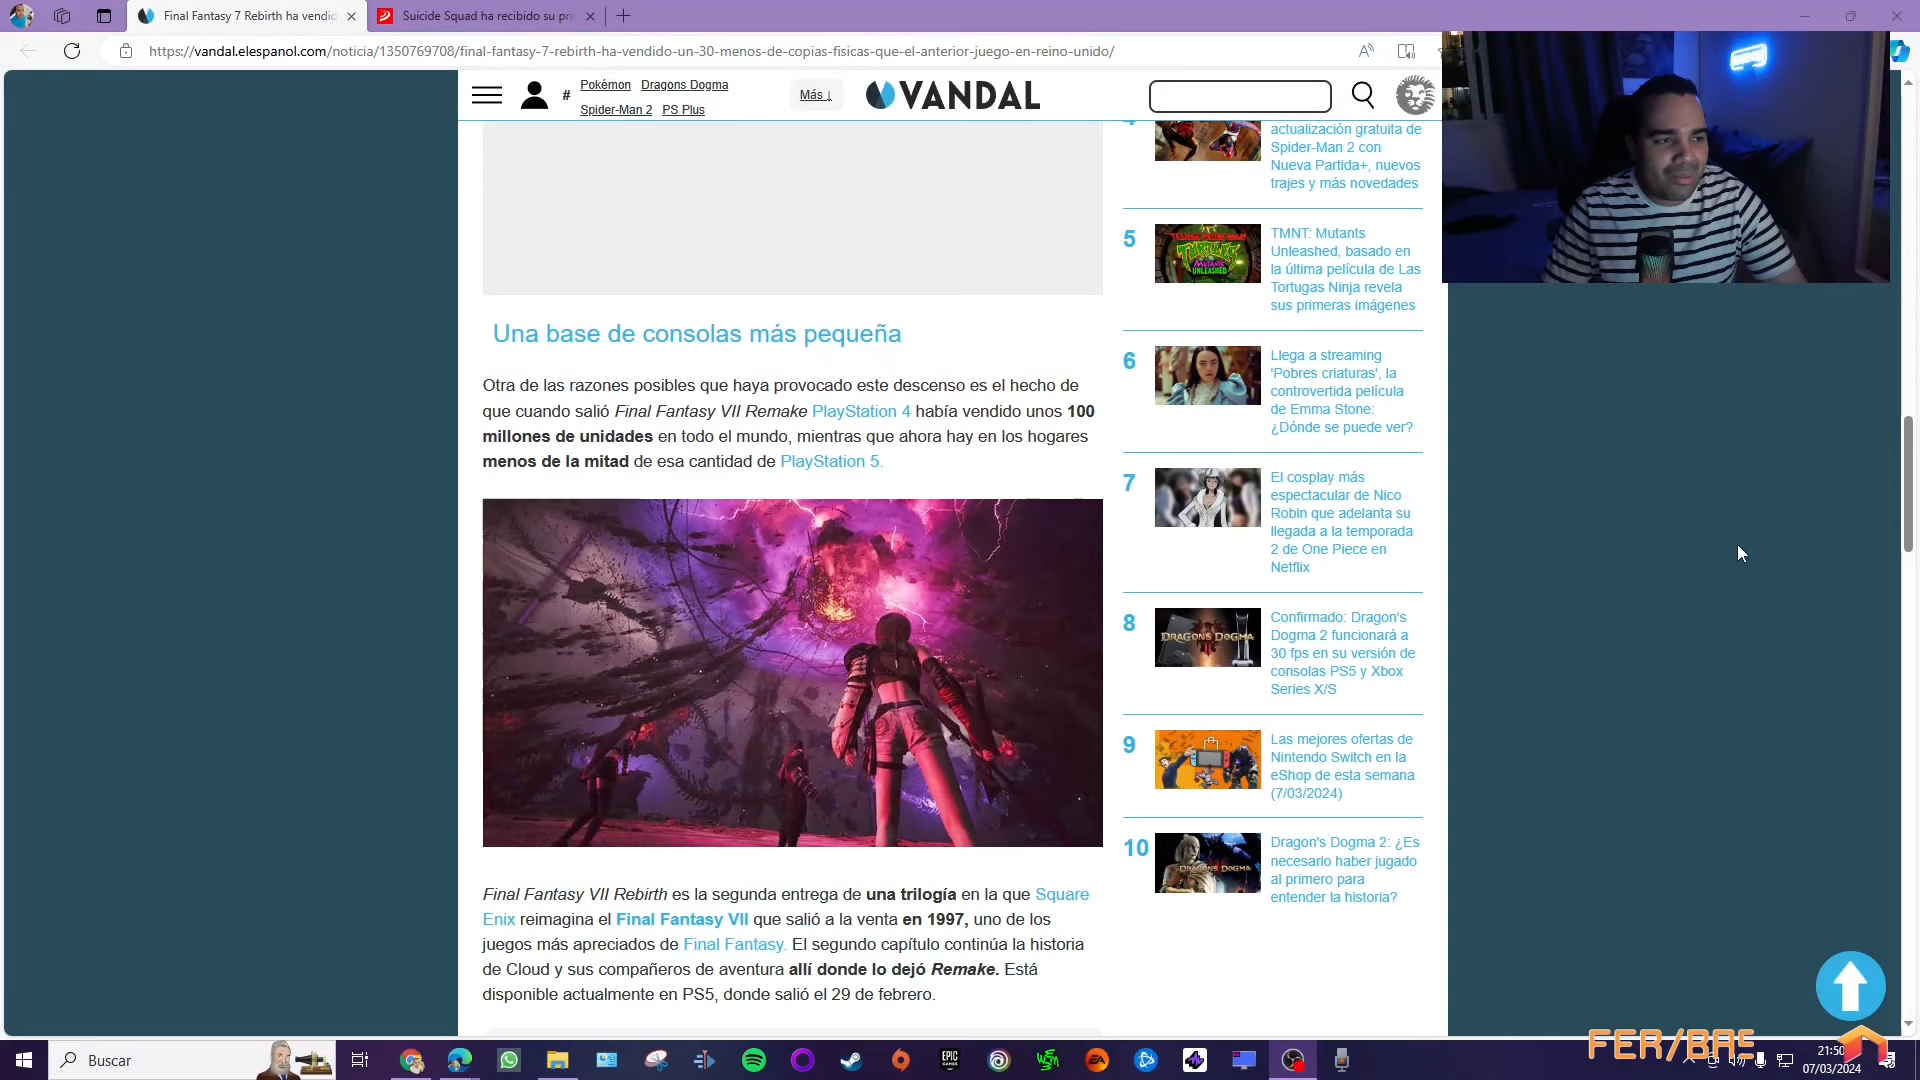 Final Fantasy 7 Rebirth ha vendid
Suicide Squad ha recibido su pri
https://vandal.elespanol.com/noticia/1350769708/final-fantasy-7-rebirth-ha-vendido-un-30-menos-de-copias-fisicas-que-el-anterior-juego-en-reino-unido/
# Pokémon Dragons Dogma
Spider-Man 2 PS Plus
Más ↓
VANDAL
actualización gratuita de
Spider-Man 2 con
Nueva Partida+, nuevos
trajes y más novedades
5
TMNT: Mutants
Unleashed, basado en
la última película de Las
Tortugas Ninja revela
sus primeras imágenes
Una base de consolas más pequeña
Otra de las razones posibles que haya provocado este descenso es el hecho de
que cuando salió Final Fantasy VII Remake PlayStation 4 había vendido unos 100
millones de unidades en todo el mundo, mientras que ahora hay en los hogares
menos de la mitad de esa cantidad de PlayStation 5.
6
Llega a streaming
'Pobres criaturas', la
controvertida película
de Emma Stone:
¿Dónde se puede ver?
7
El cosplay más
espectacular de Nico
Robin que adelanta su
llegada a la temporada
2 de One Piece en
Netflix
8
DRAGON'S DOGMA
Confirmado: Dragon's
Dogma 2 funcionará a
30 fps en su versión de
consolas PS5 y Xbox
Series X/S
9
Las mejores ofertas de
Nintendo Switch en la
eShop de esta semana
(7/03/2024)
10
DRAGON'S DOGMA
Dragon's Dogma 2: ¿Es
necesario haber jugado
al primero para
entender la historia?
Final Fantasy VII Rebirth es la segunda entrega de una trilogía en la que Square
Enix reimagina el Final Fantasy VII que salió a la venta en 1997, uno de los
juegos más apreciados de Final Fantasy. El segundo capítulo continúa la historia
de Cloud y sus compañeros de aventura allí donde lo dejó Remake. Está
disponible actualmente en PS5, donde salió el 29 de febrero.
FER/BAE
Buscar
EPIC
EA
21:50
07/03/2024